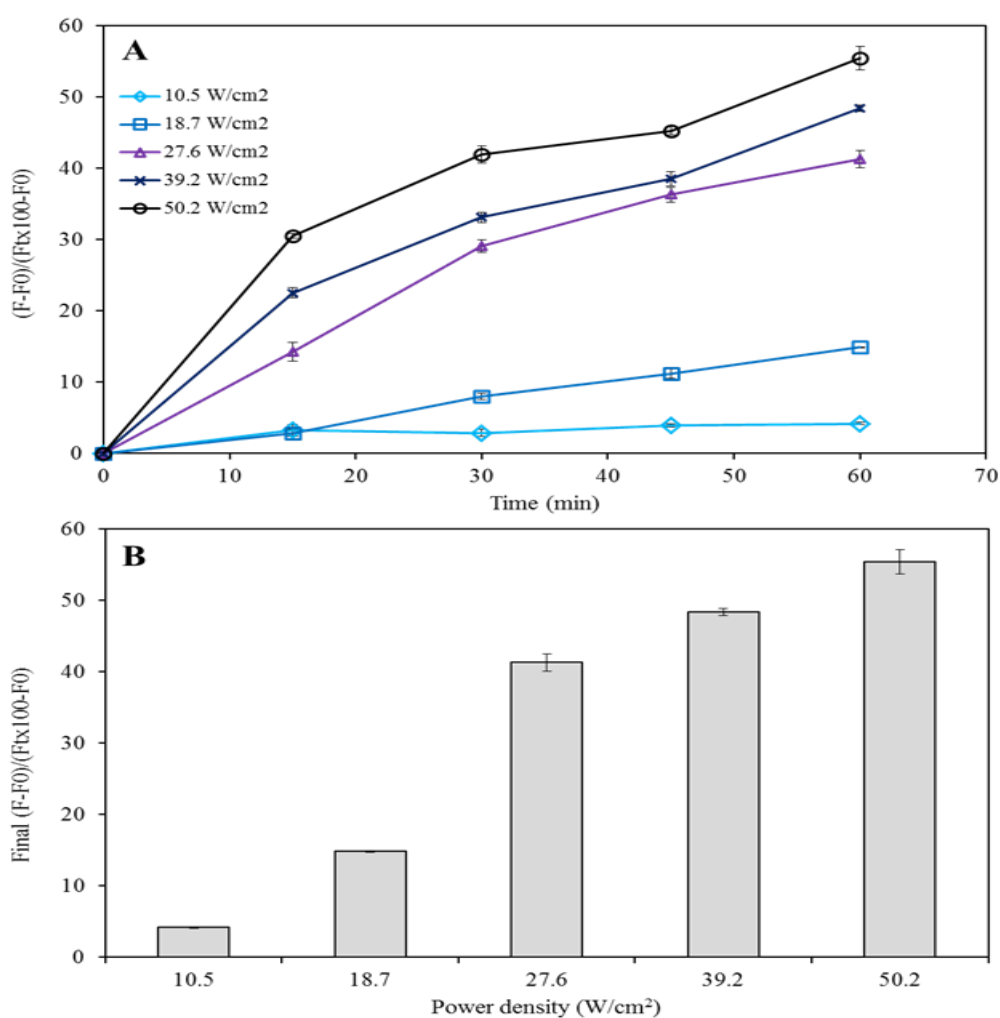 A
10.5 W/cm2
18.7 W/cm2
27.6 W/cm2
39.2 W/cm2
50.2 W/cm2
(F-F0)/(Ftx100-F0)
60
50
40
30
20
10
0
0 10 20 30 40 50 60 70
Time (min)
B
Final (F-F0)/(Ftx100-F0)
60
50
40
30
20
10
0
10.5 18.7 27.6 39.2 50.2
Power density (W/cm²)